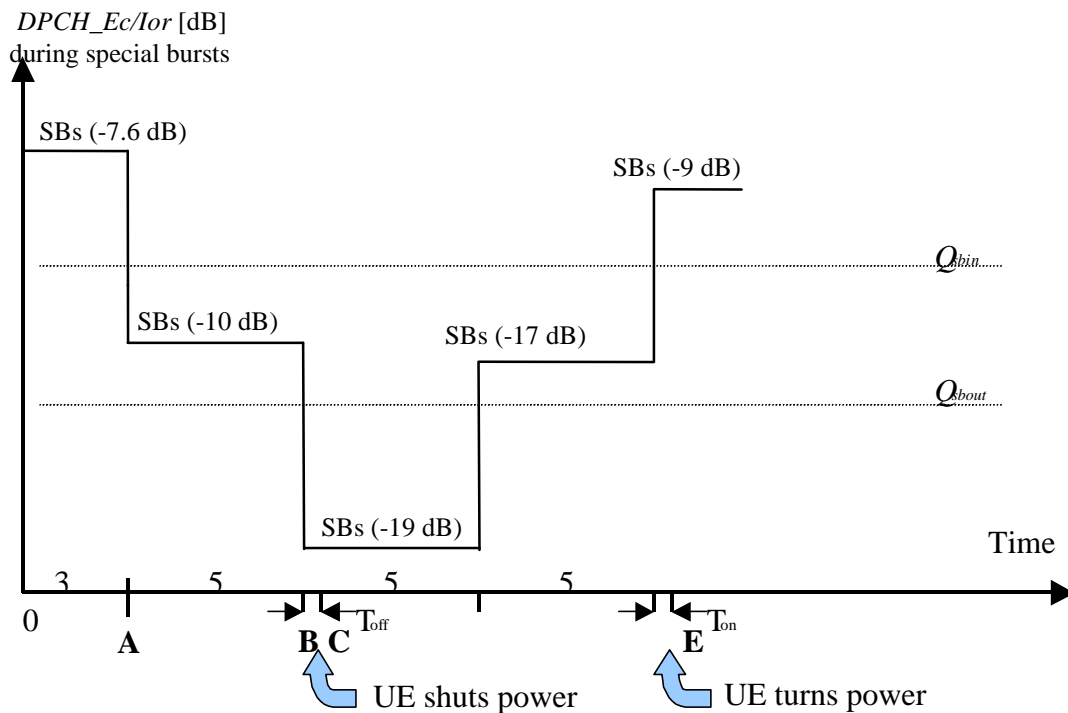 DPCH_Ec/Ior [dB]
during special bursts
SBs (-7.6 dB)
SBs (-9 dB)
Qsbin
SBs (-10 dB)
SBs (-17 dB)
Qsbout
SBs (-19 dB)
Time
3 5 5 5
0
Toff
Ton
A
B C
E
UE shuts power
UE turns power